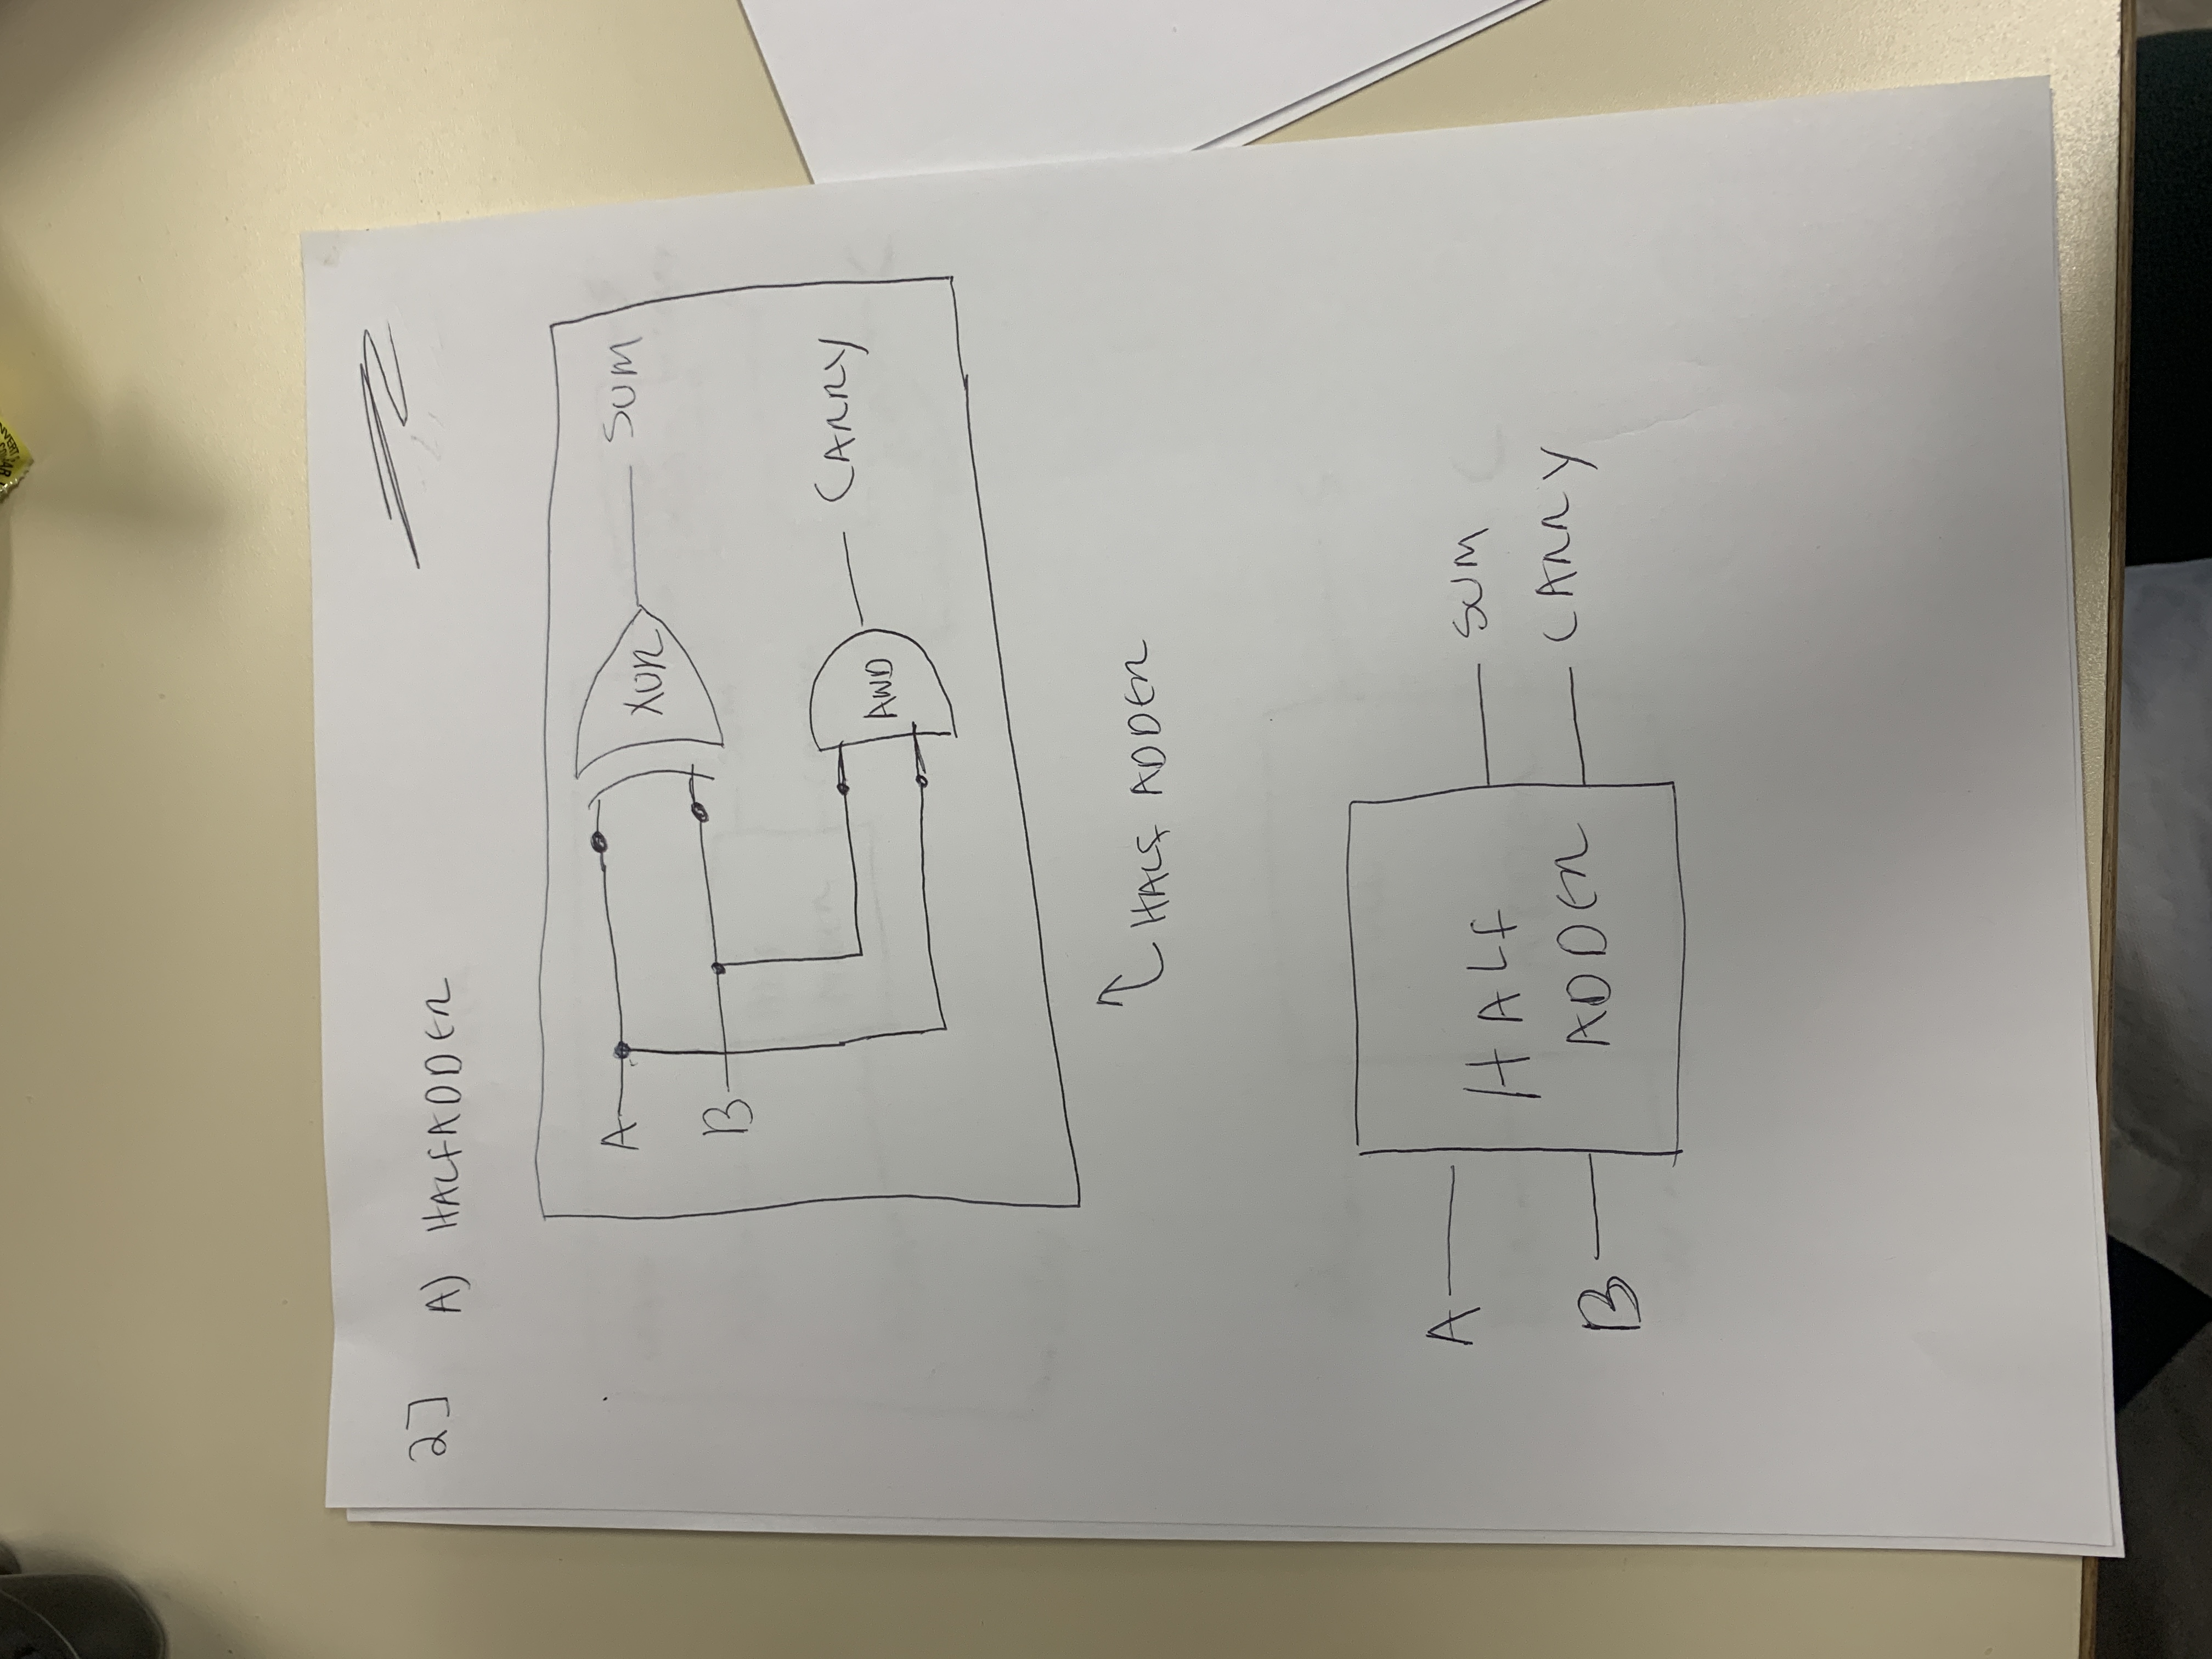 2] A) HALFADDER
A
XOR
SUM
B
AND
CARRY
HALF ADDER
A
HALF
SUM
B
ADDER
CARRY